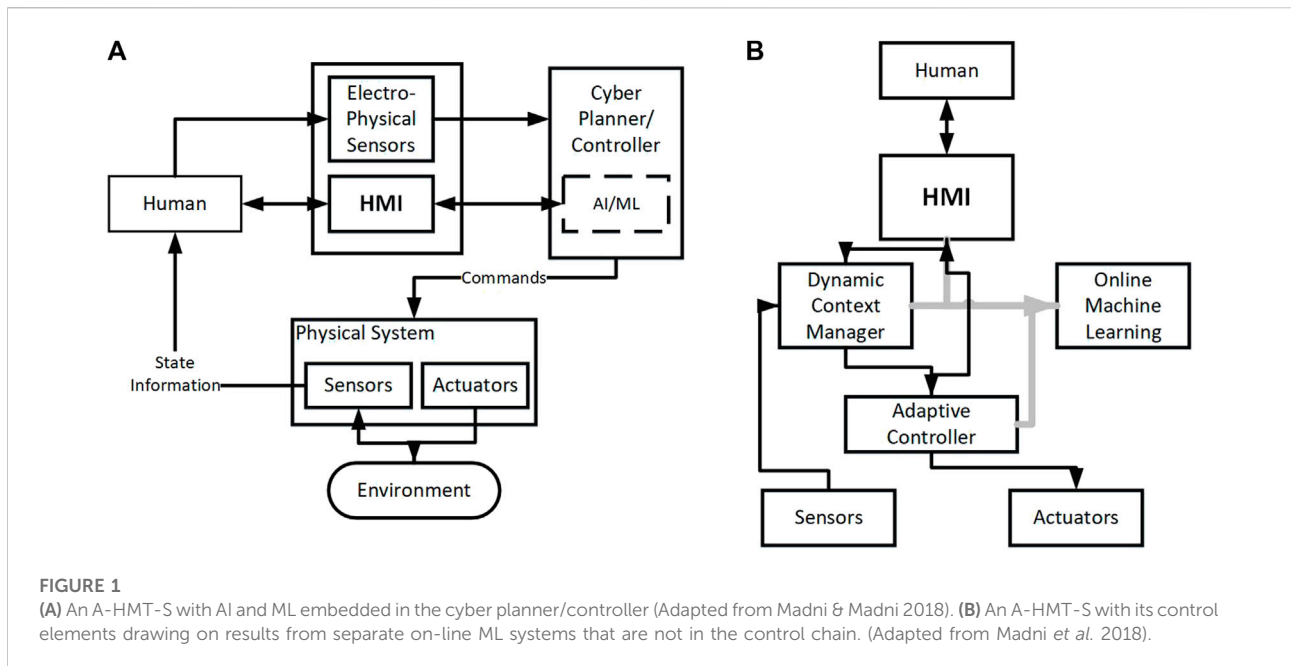 A
Electro-
Physical
Sensors
Cyber
Planner/
Controller
Human
HMI
AI/ML
Commands
Physical System
State
Information
Sensors
Actuators
Environment
B
Human
HMI
Dynamic
Context
Manager
Online
Machine
Learning
Adaptive
Controller
Sensors
Actuators
FIGURE 1
(A) An A-HMT-S with AI and ML embedded in the cyber planner/controller (Adapted from Madni & Madni 2018). (B) An A-HMT-S with its control
elements drawing on results from separate on-line ML systems that are not in the control chain. (Adapted from Madni et al. 2018).